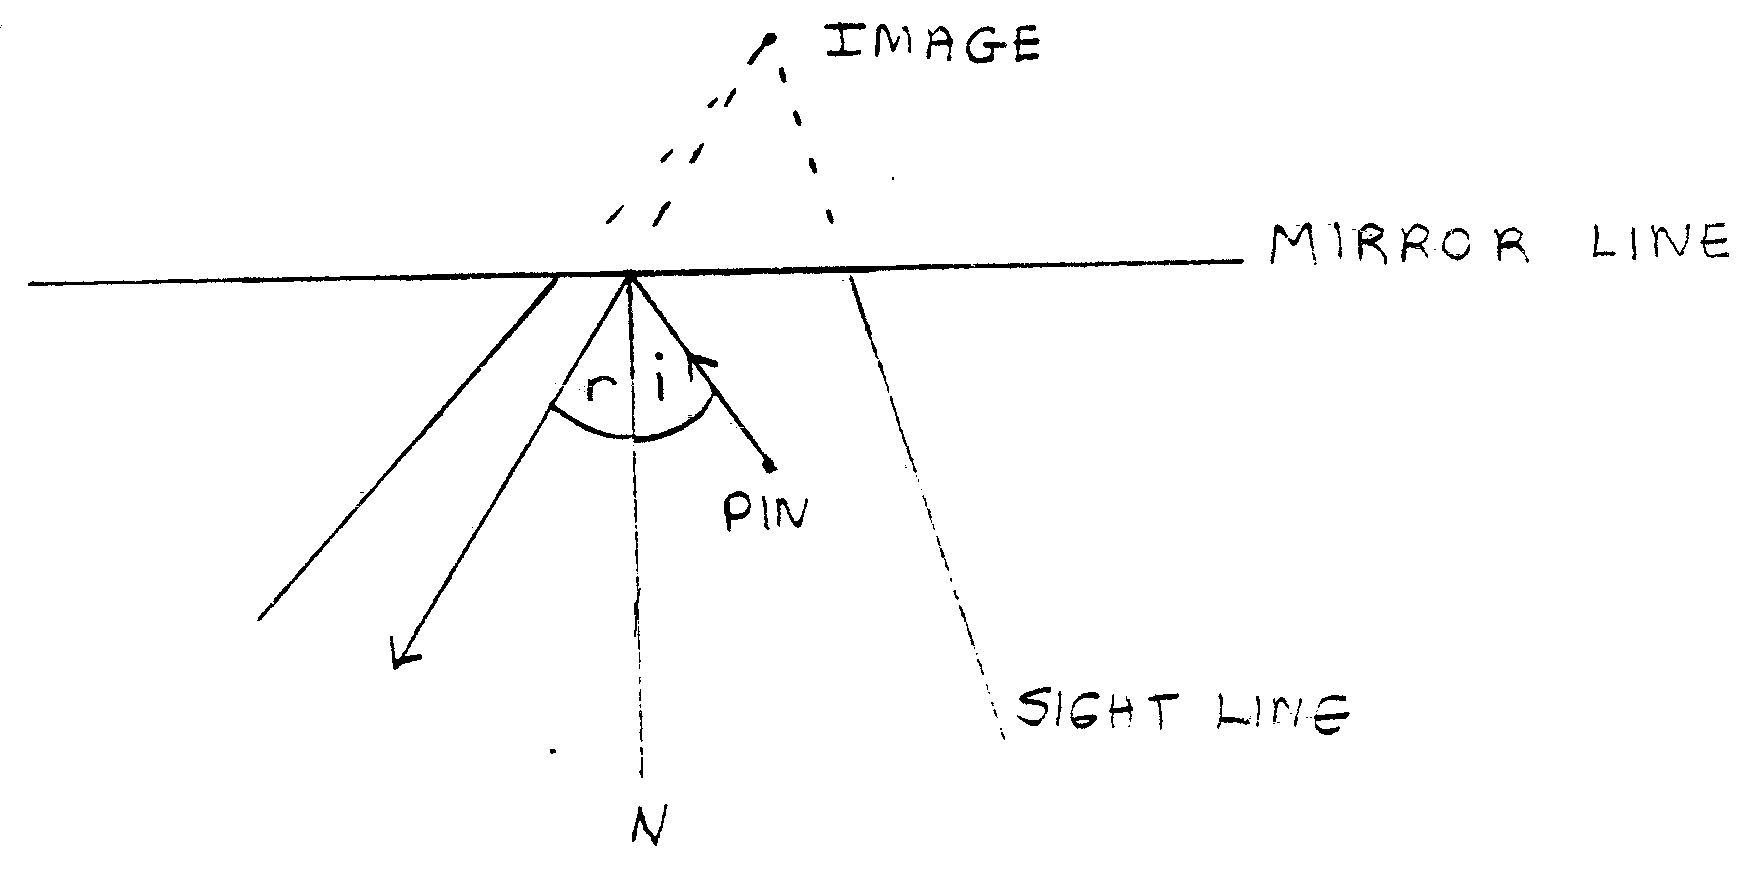 IMAGE
MIRROR LINE
r i
PIN
SIGHT LINE
N